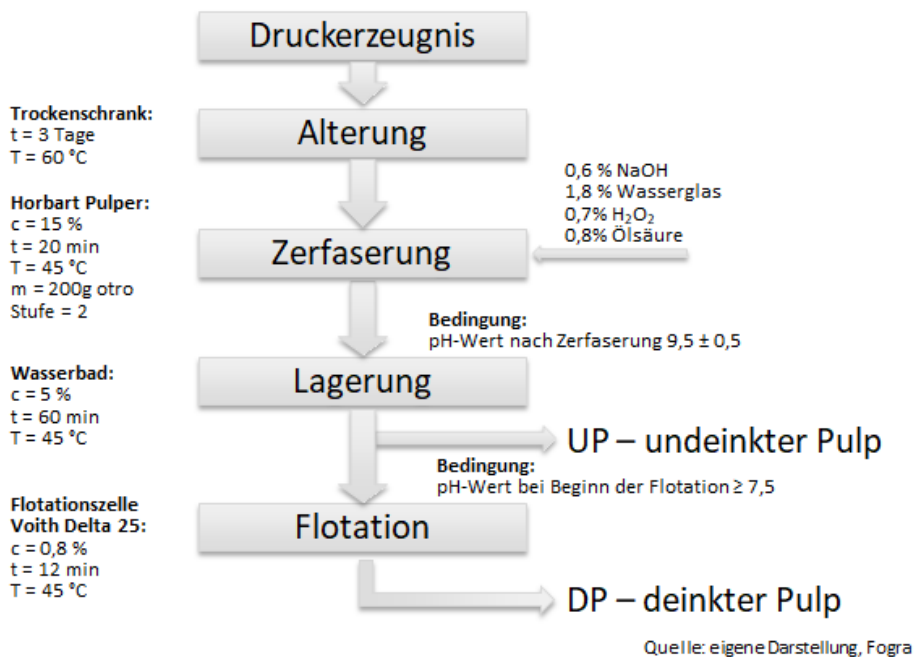 Druckerzeugnis
Trockenschrank:
t = 3 Tage
T = 60 °C
Alterung
0,6 % NaOH
1,8 % Wasserglas
0,7% H₂O₂
0,8% Ölsäure
Horbart Pulper:
c = 15 %
t = 20 min
T = 45 °C
m = 200g otro
Stufe = 2
Zerfaserung
Bedingung:
pH-Wert nach Zerfaserung 9,5 ± 0,5
Wasserbad:
c = 5 %
t = 60 min
T = 45 °C
Lagerung
UP – undeinkter Pulp
Bedingung:
pH-Wert bei Beginn der Flotation ≥ 7,5
Flotationszelle
Voith Delta 25:
c = 0,8 %
t = 12 min
T = 45 °C
Flotation
DP – deinkter Pulp
Quelle: eigene Darstellung, Fogra